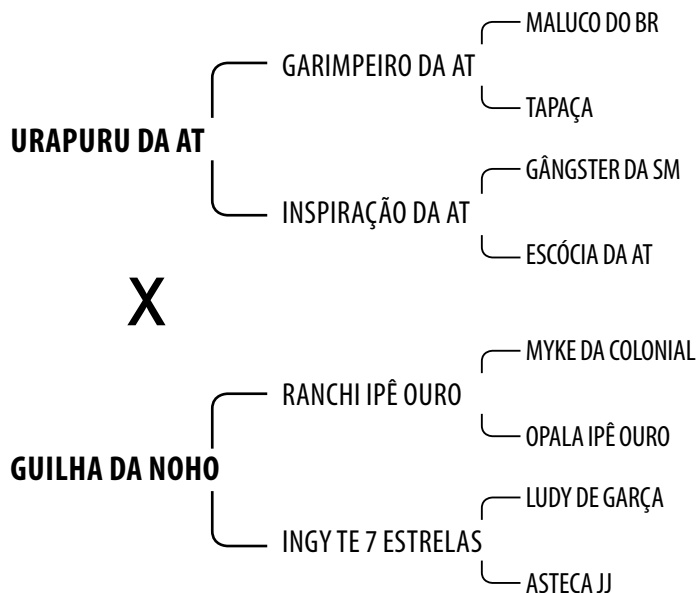 MALUCO DO BR
GARIMPEIRO DA AT
TAPAÇA
URAPURU DA AT
GÂNGSTER DA SM
INSPIRAÇÃO DA AT
ESCÓCIA DA AT
X
MYKE DA COLONIAL
RANCHI IPÊ OURO
OPALA IPÊ OURO
GUILHA DA NOHO
LUDY DE GARÇA
INGY TE 7 ESTRELAS
ASTECA JJ